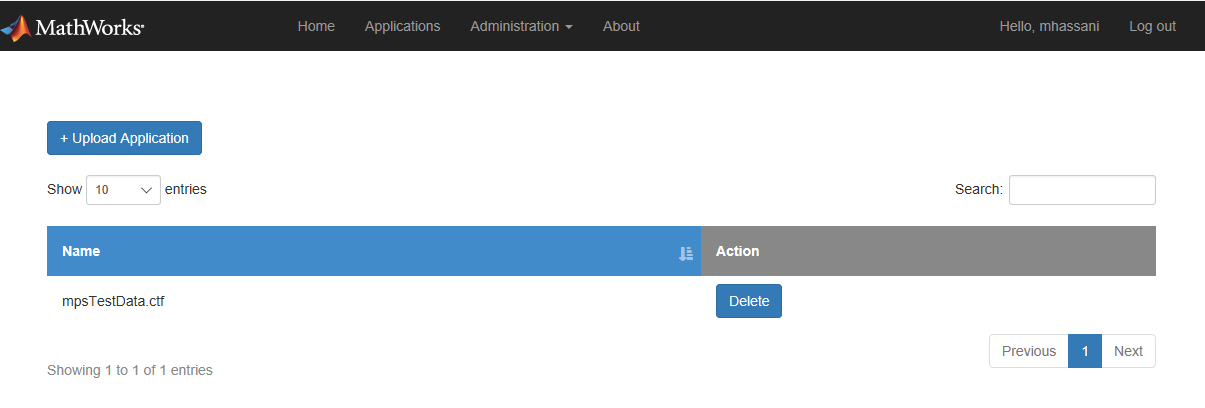 MathWorks® Home Applications Administration About Hello, mhassani Log out
+ Upload Application
Show 10 entries Search:
Name Action
mpsTestData.ctf Delete
Previous 1 Next
Showing 1 to 1 of 1 entries